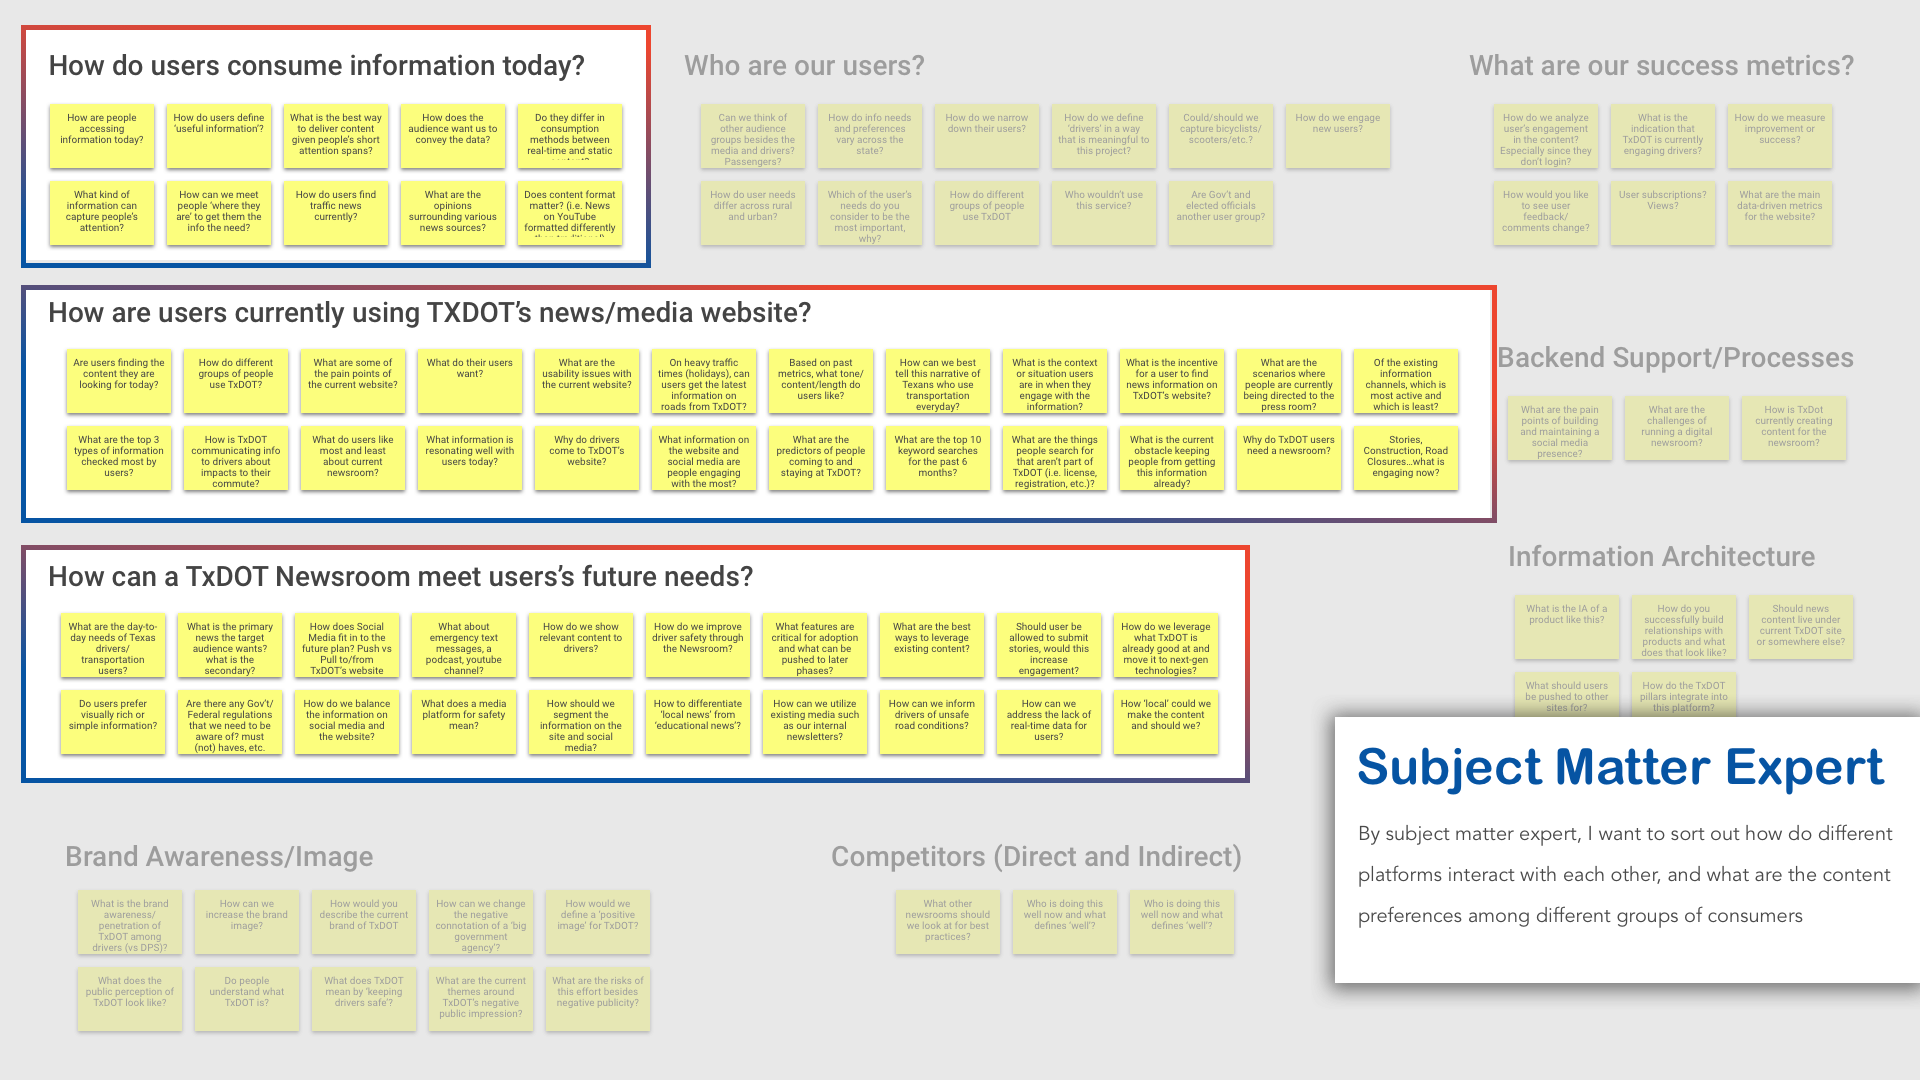 How do users consume information today?
How are people
accessing
information today?
How do users define
‘useful information’?
What is the best way
to deliver content
given people’s short
attention spans?
How does the
audience want us to
convey the data?
Do they differ in
consumption
methods between
real-time and static
What kind of
information can
capture people’s
attention?
How can we meet
people ‘where they
are’ to get them the
info the need?
How do users find
traffic news
currently?
What are the
opinions
surrounding various
news sources?
Does content format
matter? (i.e. News
on YouTube
formatted differently
Who are our users?
Can we think of
other audience
groups besides the
media and drivers?
Passengers?
How do info needs
and preferences
vary across the
state?
How do we narrow
down their users?
How do we define
‘drivers’ in a way
that is meaningful to
this project?
Could/should we
capture bicyclists/
scooters/etc.?
How do we engage
new users?
How do user needs
differ across rural
and urban?
Which of the user’s
needs do you
consider to be the
most important,
why?
How do different
groups of people
use TxDOT
Who wouldn’t use
this service?
Are Gov’t and
elected officials
another user group?
What are our success metrics?
How do we analyze
user’s engagement
in the content?
Especially since they
don’t login?
What is the
indication that
TxDOT is currently
engaging drivers?
How do we measure
improvement or
success?
How would you like
to see user
feedback/
comments change?
User subscriptions?
Views?
What are the main
data-driven metrics
for the website?
How are users currently using TXDOT’s news/media website?
Are users finding the
content they are
looking for today?
How do different
groups of people
use TxDOT?
What are some of
the pain points of
the current website?
What do their users
want?
What are the
usability issues with
the current website?
On heavy traffic
times (holidays), can
users get the latest
information on
roads from TxDOT?
Based on past
metrics, what tone/
content/length do
users like?
How can we best
tell this narrative of
Texans who use
transportation
everyday?
What is the context
or situation users
are in when they
engage with the
information?
What is the incentive
for a user to find
news information on
TxDOT’s website?
What are the
scenarios where
people are currently
being directed to the
press room?
Of the existing
information
channels, which is
most active and
which is least?
What are the top 3
types of information
checked most by
users?
How is TxDOT
communicating info
to drivers about
impacts to their
commute?
What do users like
most and least
about current
newsroom?
What information is
resonating well with
users today?
Why do drivers
come to TxDOT’s
website?
What information on
the website and
social media are
people engaging
with the most?
What are the
predictors of people
coming to and
staying at TxDOT?
What are the top 10
keyword searches
for the past 6
months?
What are the things
people search for
that aren’t part of
TxDOT (i.e. license,
registration, etc.)?
What is the current
obstacle keeping
people from getting
this information
already?
Why do TxDOT users
need a newsroom?
Stories,
Construction, Road
Closures...what is
engaging now?
Backend Support/Processes
What are the pain
points of building
and maintaining a
social media
presence?
What are the
challenges of
running a digital
newsroom?
How is TxDot
currently creating
content for the
newsroom?
How can a TxDOT Newsroom meet users’s future needs?
What are the day-to-
day needs of Texas
drivers/
transportation
users?
What is the primary
news the target
audience wants?
what is the
secondary?
How does Social
Media fit in to the
future plan? Push vs
Pull to/from
TxDOT’s website
What about
emergency text
messages, a
podcast, youtube
channel?
How do we show
relevant content to
drivers?
How do we improve
driver safety through
the Newsroom?
What features are
critical for adoption
and what can be
pushed to later
phases?
What are the best
ways to leverage
existing content?
Should user be
allowed to submit
stories, would this
increase
engagement?
How do we leverage
what TxDOT is
already good at and
move it to next-gen
technologies?
Do users prefer
visually rich or
simple information?
Are there any Gov’t/
Federal regulations
that we need to be
aware of? must
(not) haves, etc.
How do we balance
the information on
social media and
the website?
What does a media
platform for safety
mean?
How should we
segment the
information on the
site and social
media?
How to differentiate
‘local news’ from
‘educational news’?
How can we utilize
existing media such
as our internal
newsletters?
How can we inform
drivers of unsafe
road conditions?
How can we
address the lack of
real-time data for
users?
How ‘local’ could we
make the content
and should we?
Information Architecture
What is the IA of a
product like this?
How do you
successfully build
relationships with
products and what
does that look like?
Should news
content live under
current TxDOT site
or somewhere else?
What should users
be pushed to other
sites for?
How do the TxDOT
pillars integrate into
this platform?
Subject Matter Expert
By subject matter expert, I want to sort out how do different
platforms interact with each other, and what are the content
preferences among different groups of consumers
Brand Awareness/Image
What is the brand
awareness/
penetration of
TxDOT among
drivers (vs DPS)?
How can we
increase the brand
image?
How would you
describe the current
brand of TxDOT
How can we change
the negative
connotation of a ‘big
government
agency’?
How would we
define a ‘positive
image’ for TxDOT?
What does the
public perception of
TxDOT look like?
Do people
understand what
TxDOT is?
What does TxDOT
mean by ‘keeping
drivers safe’?
What are the current
themes around
TxDOT’s negative
public impression?
What are the risks of
this effort besides
negative publicity?
Competitors (Direct and Indirect)
What other
newsrooms should
we look at for best
practices?
Who is doing this
well now and what
defines ‘well’?
Who is doing this
well now and what
defines ‘well’?